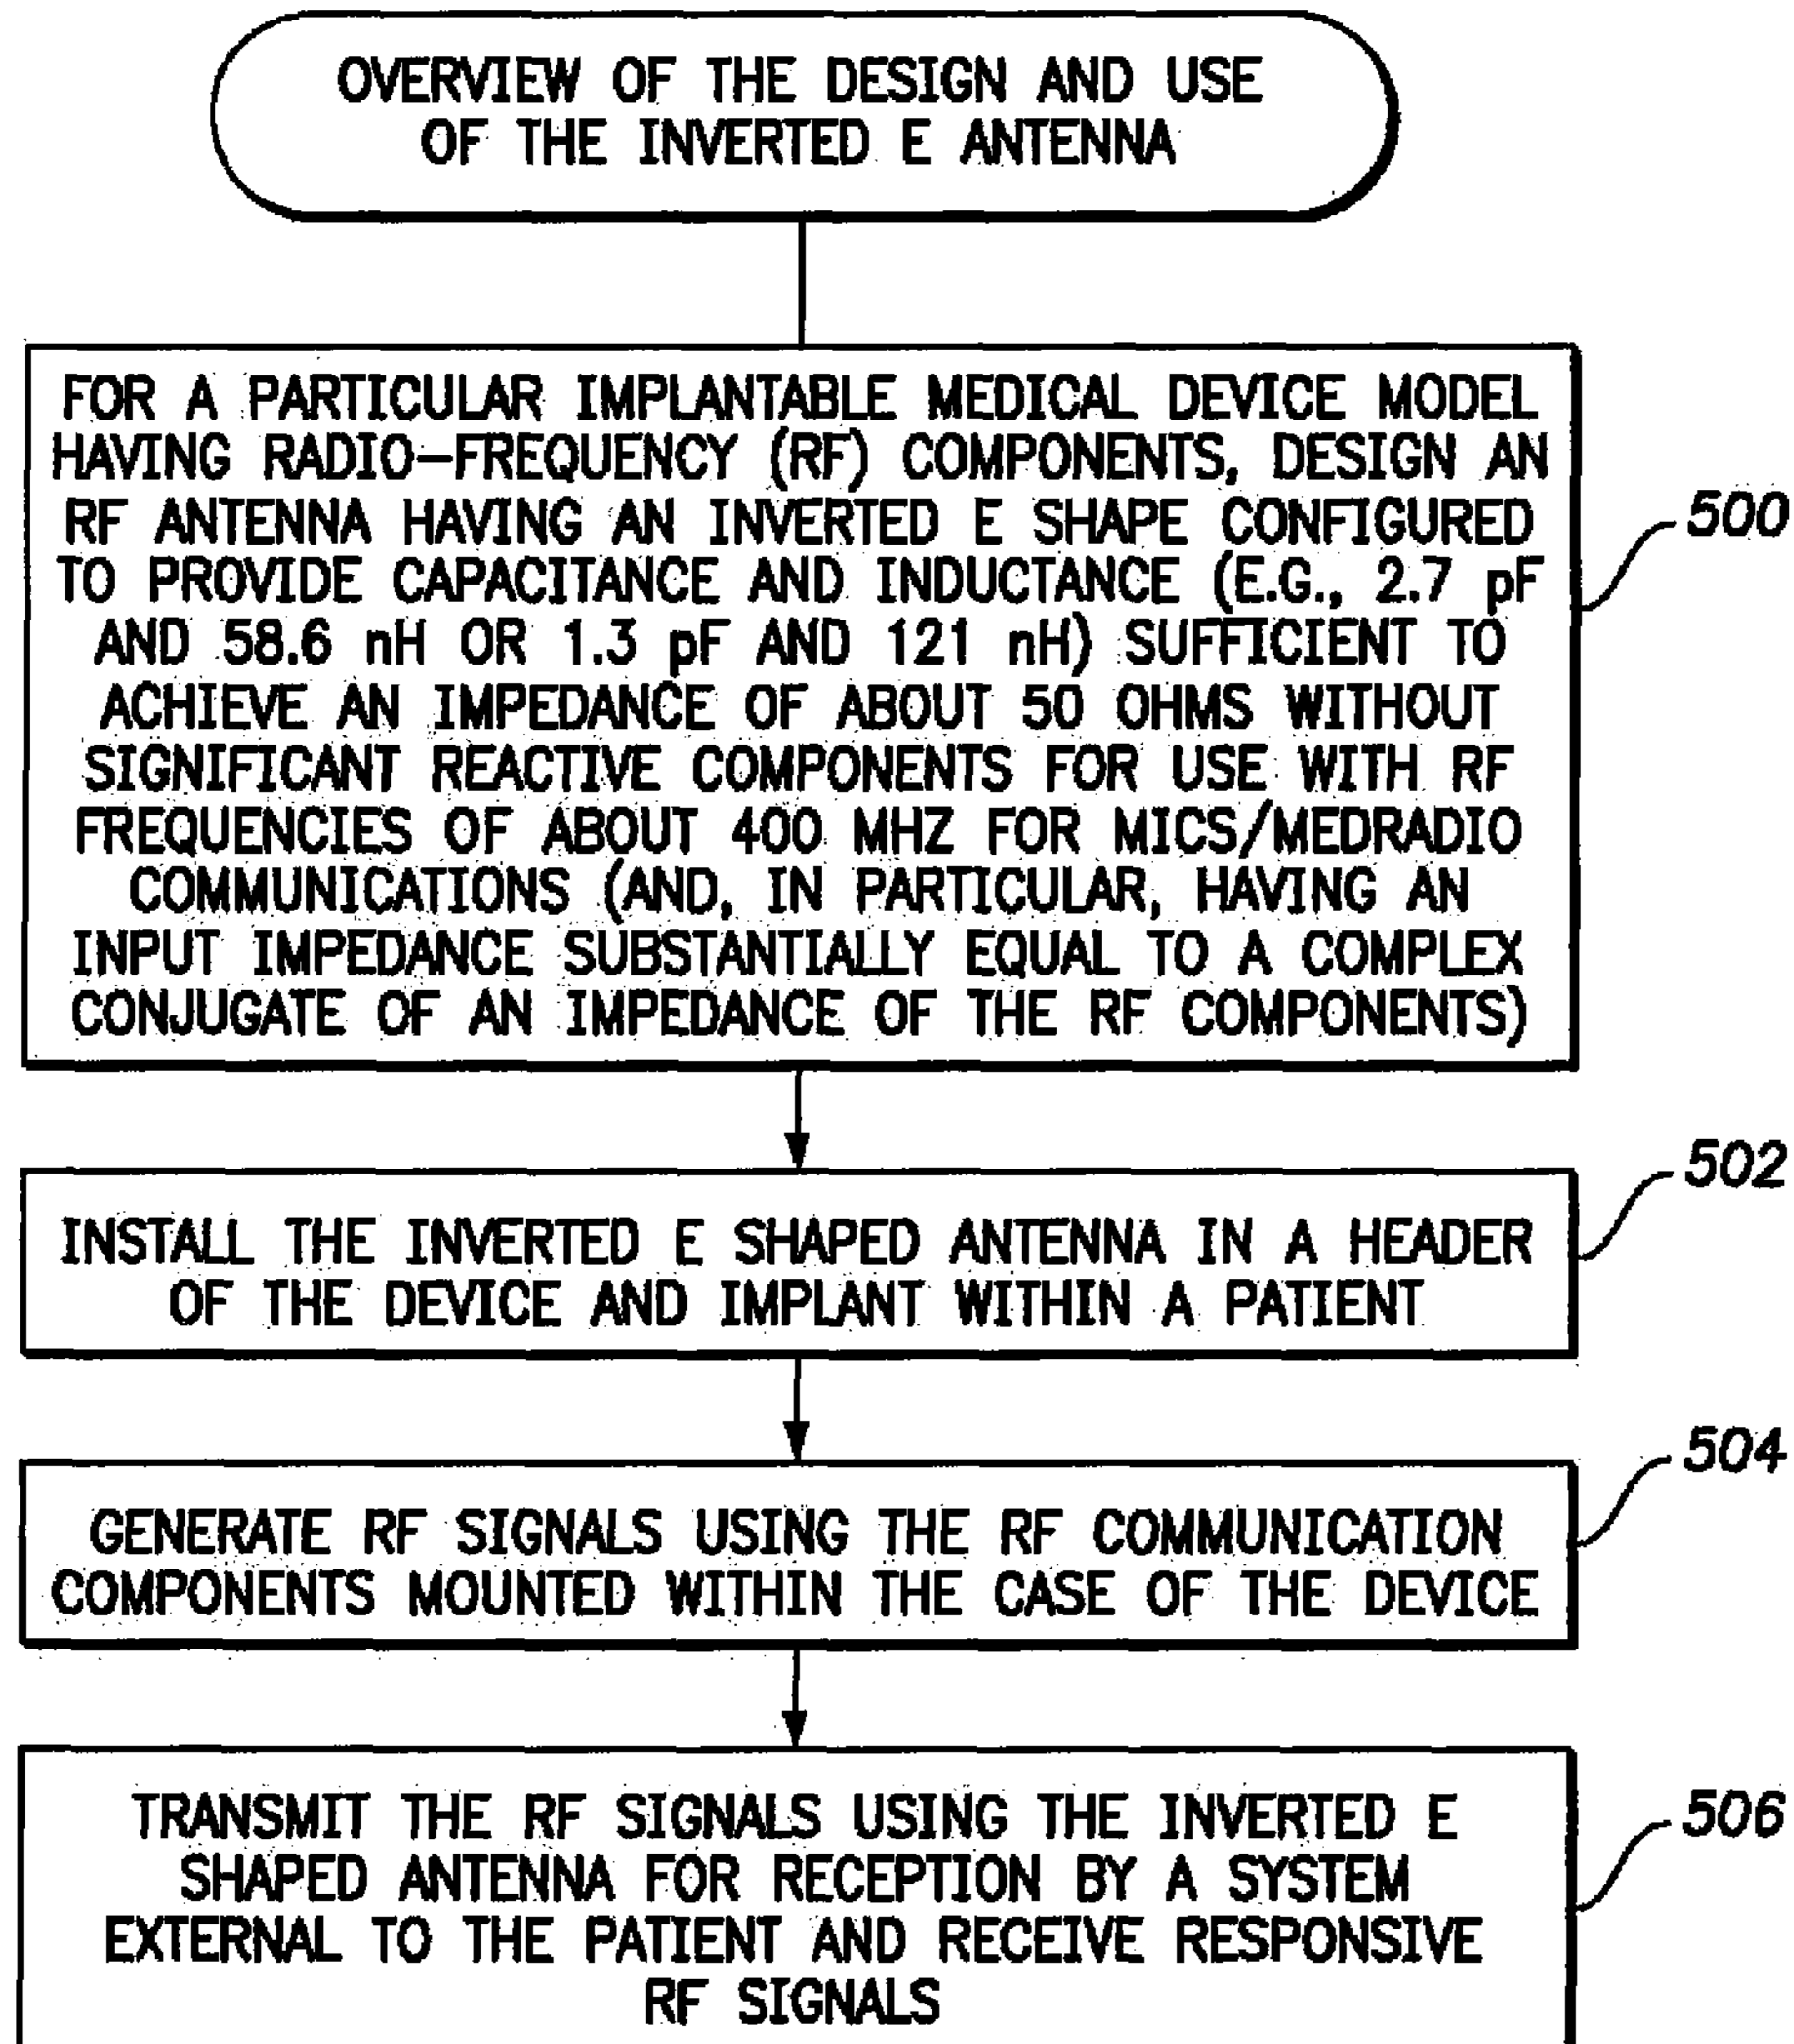 OVERVIEW OF THE DESIGN AND USE
OF THE INVERTED E ANTENNA
FOR A PARTICULAR IMPLANTABLE MEDICAL DEVICE MODEL
HAVING RADIO-FREQUENCY (RF) COMPONENTS, DESIGN AN
RF ANTENNA HAVING AN INVERTED E SHAPE CONFIGURED
TO PROVIDE CAPACITANCE AND INDUCTANCE (E.G., 2.7 pF
AND 58.6 nH OR 1.3 pF AND 121 nH) SUFFICIENT TO
ACHIEVE AN IMPEDANCE OF ABOUT 50 OHMS WITHOUT
SIGNIFICANT REACTIVE COMPONENTS FOR USE WITH RF
FREQUENCIES OF ABOUT 400 MHZ FOR MICS/MEDRADIO
COMMUNICATIONS (AND, IN PARTICULAR, HAVING AN
INPUT IMPEDANCE SUBSTANTIALLY EQUAL TO A COMPLEX
CONJUGATE OF AN IMPEDANCE OF THE RF COMPONENTS)
500
INSTALL THE INVERTED E SHAPED ANTENNA IN A HEADER
OF THE DEVICE AND IMPLANT WITHIN A PATIENT
502
GENERATE RF SIGNALS USING THE RF COMMUNICATION
COMPONENTS MOUNTED WITHIN THE CASE OF THE DEVICE
504
TRANSMIT THE RF SIGNALS USING THE INVERTED E
SHAPED ANTENNA FOR RECEPTION BY A SYSTEM
EXTERNAL TO THE PATIENT AND RECEIVE RESPONSIVE
RF SIGNALS
506